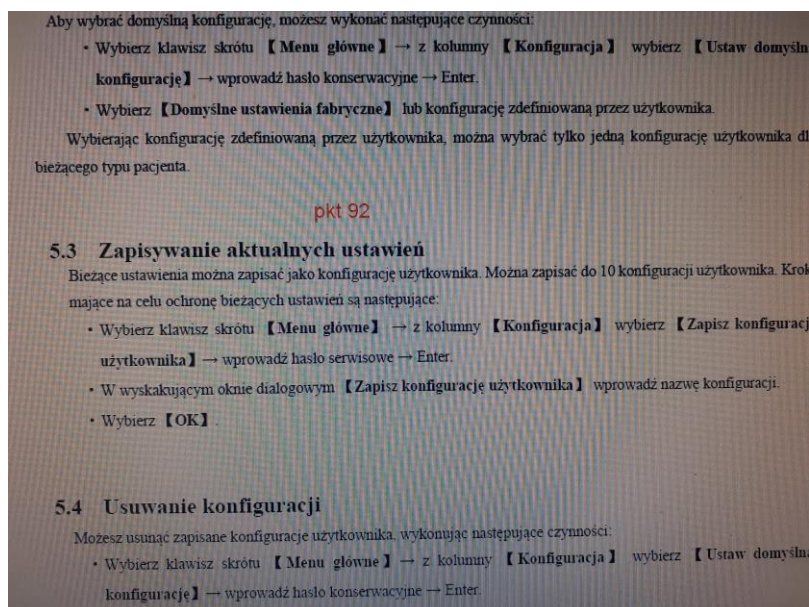 Aby wybrać domyślną konfigurację, możesz wykonać następujące czynności:
• Wybierz klawisz skrótu 【Menu główne】 → z kolumny 【Konfiguracja】 wybierz 【Ustaw domyśln
konfigurację】 → wprowadź hasło konserwacyjne → Enter.
• Wybierz 【Domyślne ustawienia fabryczne】 lub konfigurację zdefiniowaną przez użytkownika.
Wybierając konfigurację zdefiniowaną przez użytkownika, można wybrać tylko jedną konfigurację użytkownika dl
bieżącego typu pacjenta.
pkt 92
5.3 Zapisywanie aktualnych ustawień
Bieżące ustawienia można zapisać jako konfigurację użytkownika. Można zapisać do 10 konfiguracji użytkownika. Krok
mające na celu ochronę bieżących ustawień są następujące:
• Wybierz klawisz skrótu 【Menu główne】 → z kolumny 【Konfiguracja】 wybierz 【Zapisz konfiguracj
użytkownika】 → wprowadź hasło serwisowe → Enter.
• W wyskakującym oknie dialogowym 【Zapisz konfigurację użytkownika】 wprowadź nazwę konfiguracji.
• Wybierz 【OK】 .
5.4 Usuwanie konfiguracji
Możesz usunąć zapisane konfiguracje użytkownika, wykonując następujące czynności:
• Wybierz klawisz skrótu 【Menu główne】 → z kolumny 【Konfiguracja】 wybierz 【Ustaw domyśln
konfigurację】 → wprowadź hasło konserwacyjne → Enter.